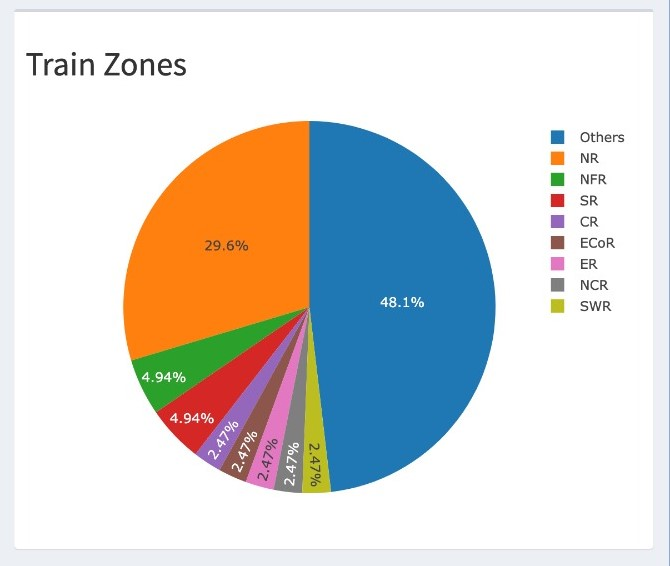 Train Zones
Others
NR
NFR
SR
CR
ECoR
ER
NCR
SWR
29.6%
48.1%
4.94%
4.94%
2.47%
2.47%
2.47%
2.47%
2.47%